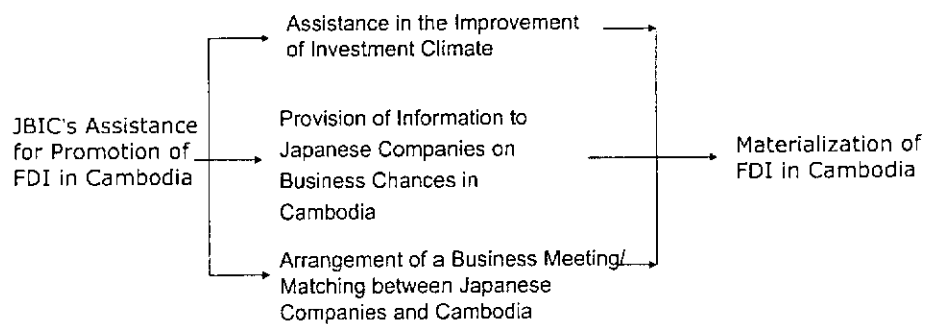 Assistance in the Improvement
of Investment Climate
JBIC's Assistance
for Promotion of
FDI in Cambodia
Provision of Information to
Japanese Companies on
Business Chances in
Cambodia
Materialization of
FDI in Cambodia
Arrangement of a Business Meeting/
Matching between Japanese
Companies and Cambodia